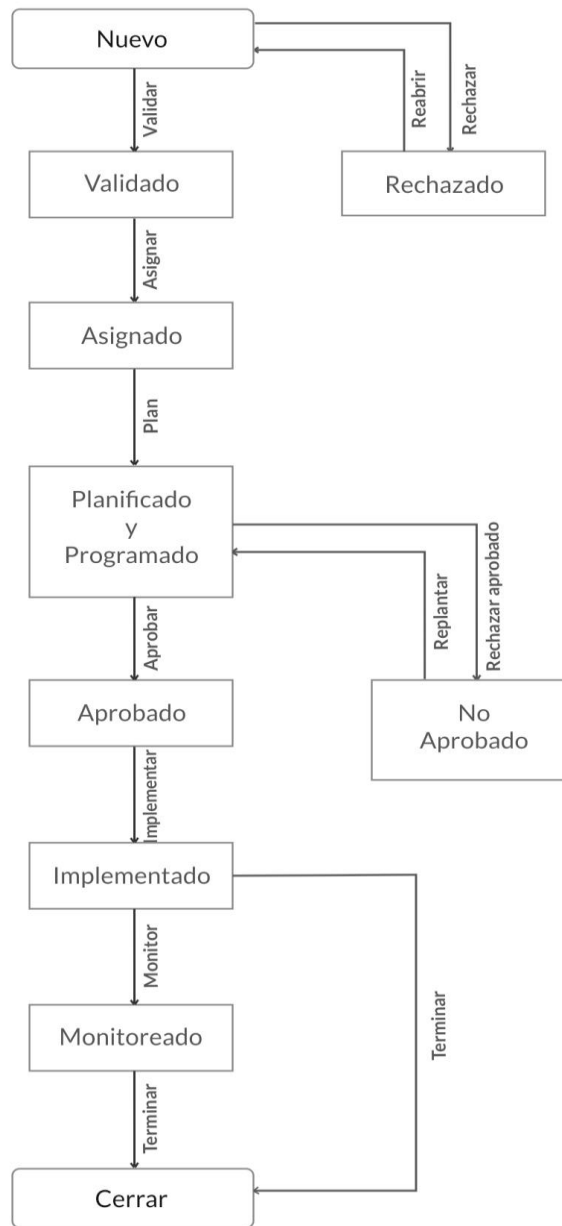 Nuevo
Validar
Reabrir
Rechazar
Validado
Rechazado
Asignar
Asignado
Plan
Planificado
y
Programado
Replantar
Rechazar aprobado
Aprobar
Aprobado
No
Aprobado
Implementar
Implementado
Monitor
Terminar
Monitoreado
Terminar
Cerrar